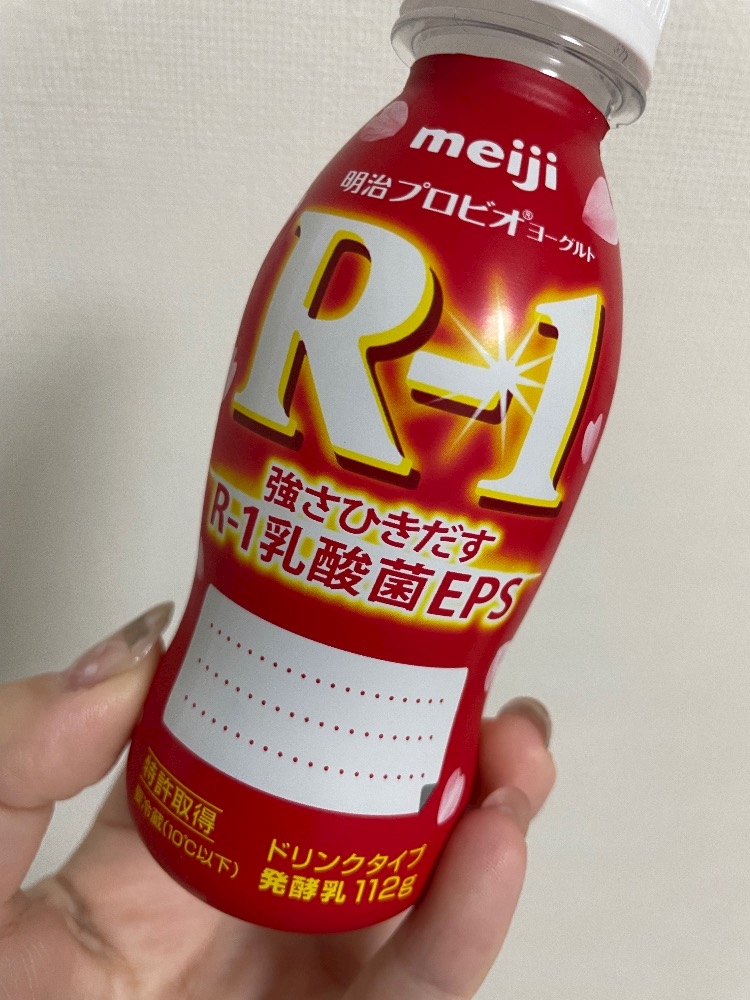 meiji
明治プロビオ®ヨーグルト
R-1
強さひきだす
R-1乳酸菌EPS
特許取得
要冷蔵(10℃以下)
ドリンクタイプ
発酵乳 112g